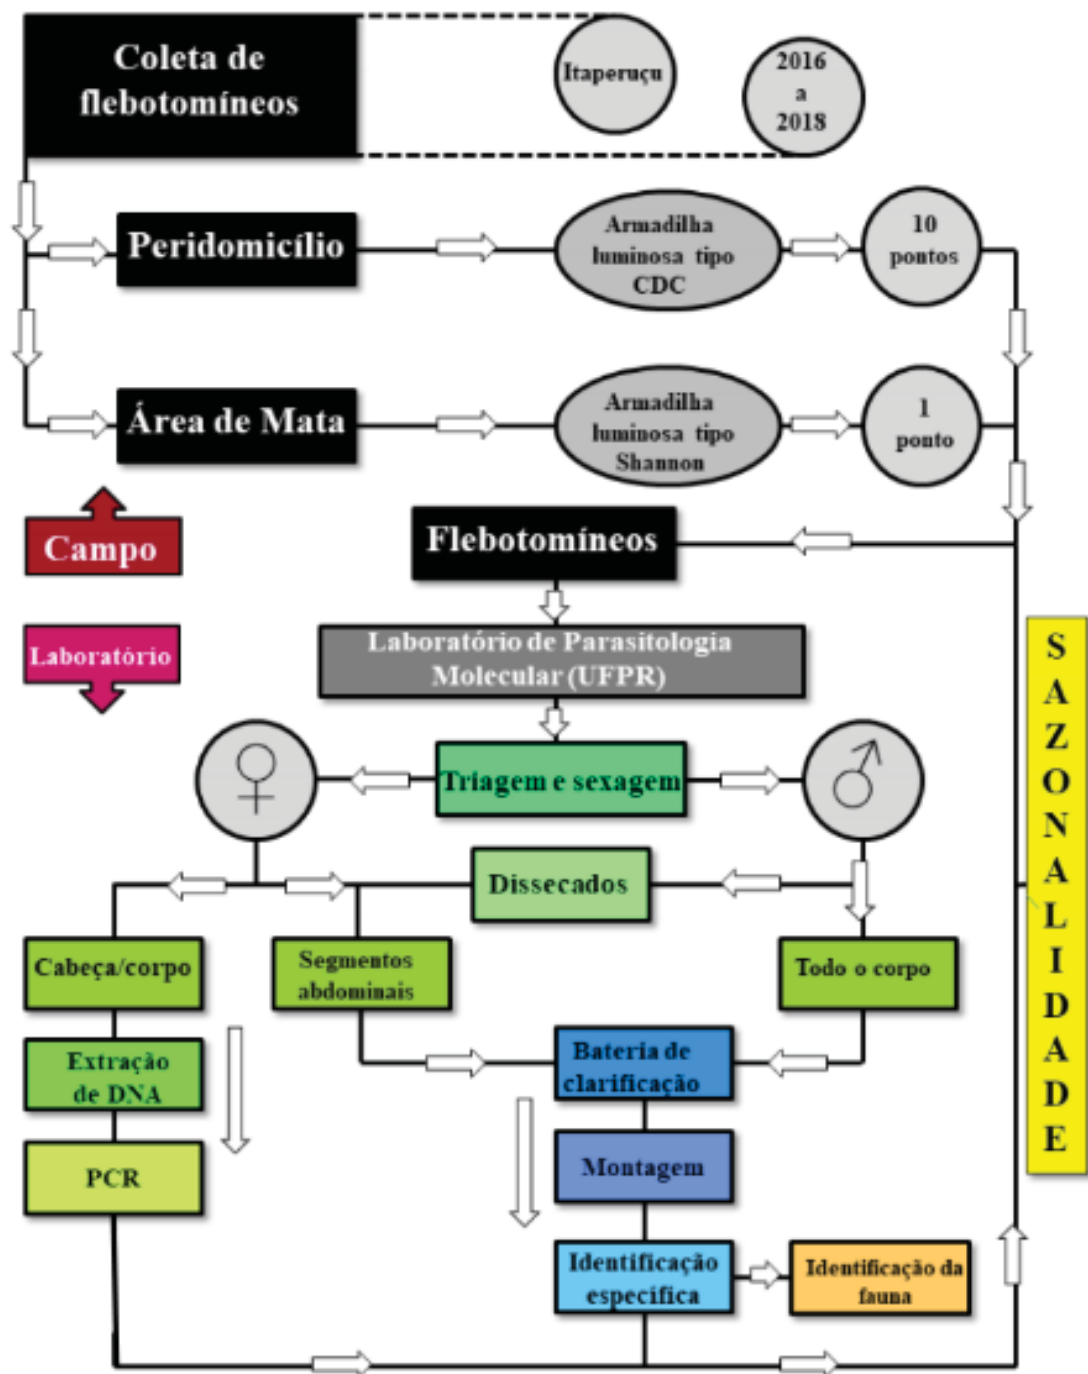 Coleta de
flebotomíneos
Itaperuçu
2016
a
2018
Peridomicílio
Armadilha
luminosa tipo
CDC
10
pontos
Área de Mata
Armadilha
luminosa tipo
Shannon
1
ponto
Campo
Flebotomíneos
Laboratório
Laboratório de Parasitologia
Molecular (UFPR)
Triagem e sexagem
Dissecados
Cabeça/corpo
Segmentos
abdominais
Todo o corpo
Extração
de DNA
Bateria de
clarificação
PCR
Montagem
Identificação
específica
Identificação da
fauna
S
A
Z
O
N
A
L
I
D
A
D
E